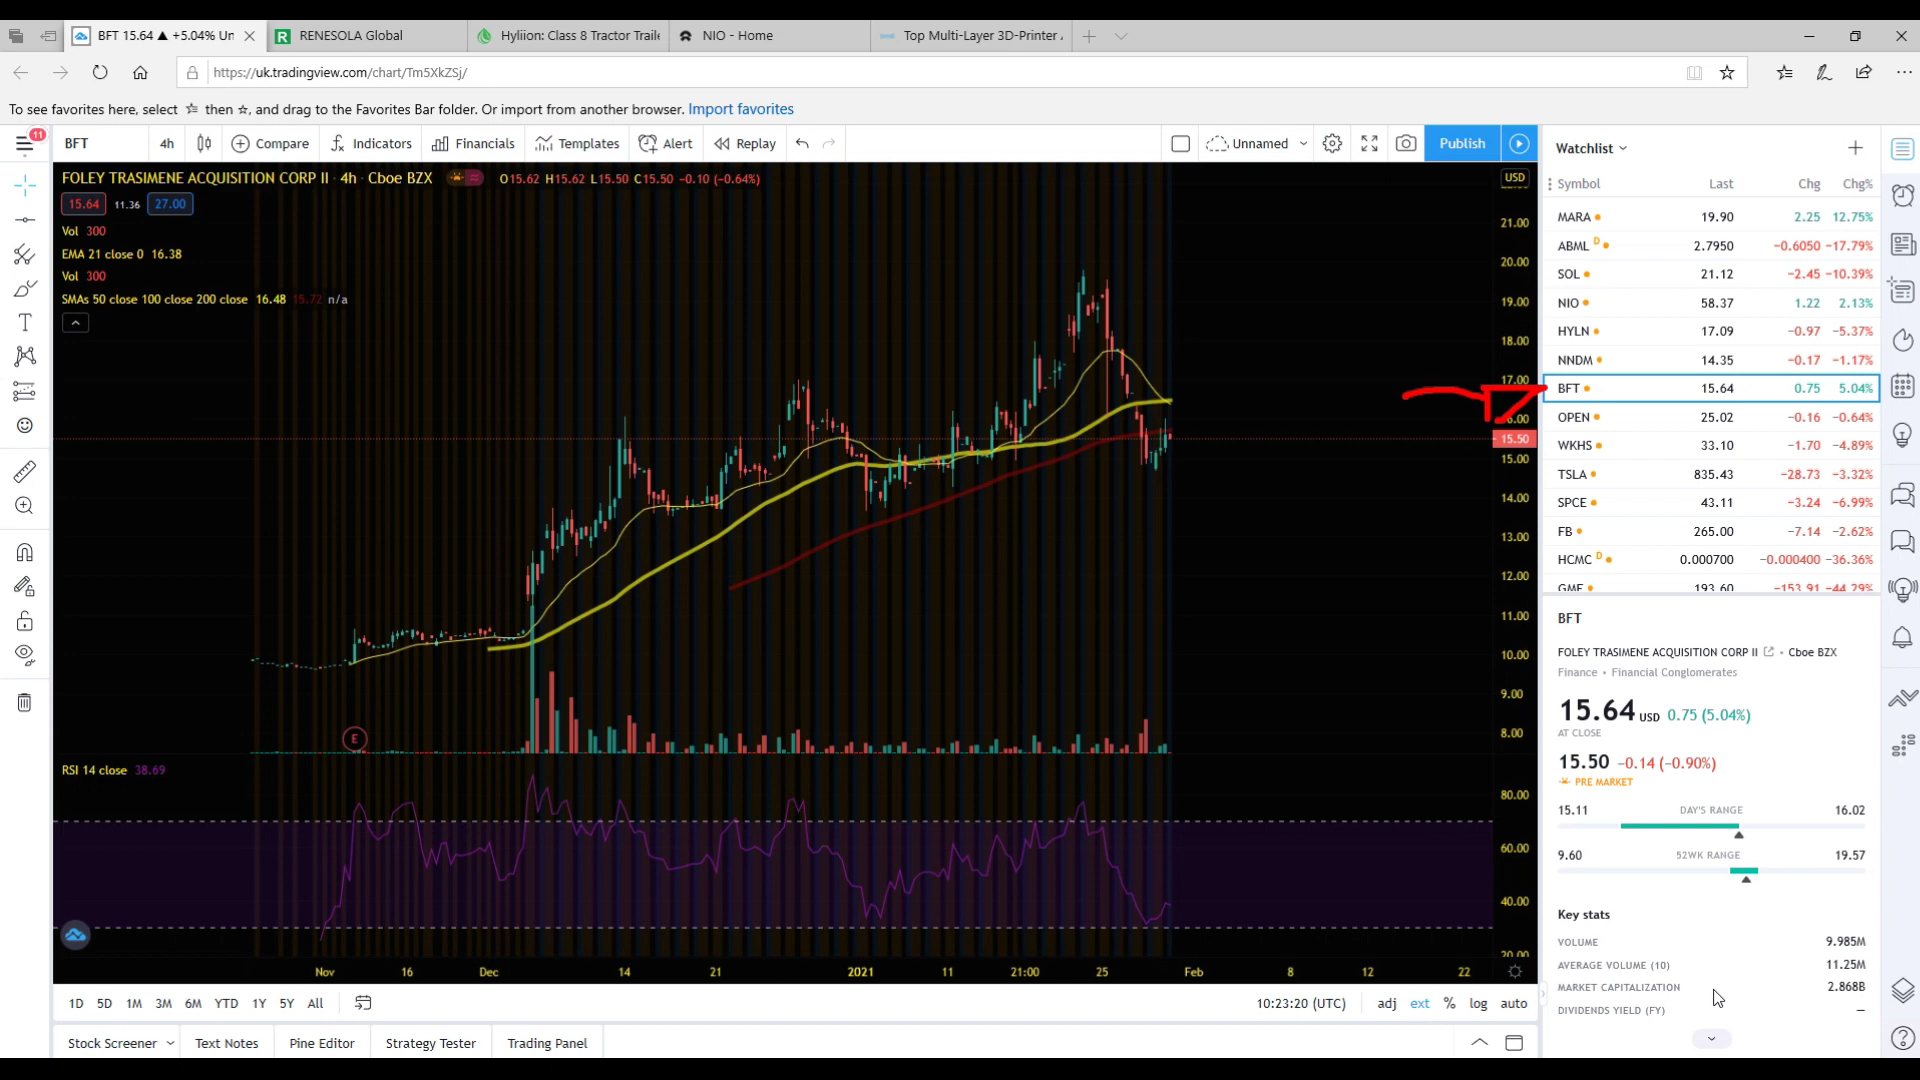 BFT 15.64 ▲ +5.04% Un
RENESOLA Global
Hyliion: Class 8 Tractor Traile
NIO - Home
Top Multi-Layer 3D-Printer
https://uk.tradingview.com/chart/Tm5XkZSj/
To see favorites here, select then ☆, and drag to the Favorites Bar folder. Or import from another browser. Import favorites
11
BFT 4h Compare Indicators Financials Templates Alert Replay Unnamed Publish
FOLEY TRASIMENE ACQUISITION CORP II · 4h · Cboe BZX O15.62 H15.62 L15.50 C15.50 −0.10 (−0.64%)
15.64 11.36 27.00
Vol 300
EMA 21 close 0 16.38
Vol 300
SMAs 50 close 100 close 200 close 16.48 15.72 n/a
USD
21.00
20.00
19.00
18.00
17.00
15.50
15.00
14.00
13.00
12.00
11.00
10.00
9.00
8.00
E
RSI 14 close 38.69
80.00
60.00
40.00
20.00
Nov 16 Dec 14 21 2021 11 21:00 25 Feb 8 12 22
1D 5D 1M 3M 6M YTD 1Y 5Y All
10:23:20 (UTC) adj ext % log auto
Stock Screener Text Notes Pine Editor Strategy Tester Trading Panel
Watchlist
Symbol Last Chg Chg%
MARA 19.90 2.25 12.75%
ABML D 2.7950 −0.6050 −17.79%
SOL 21.12 −2.45 −10.39%
NIO 58.37 1.22 2.13%
HYLN 17.09 −0.97 −5.37%
NNDM 14.35 −0.17 −1.17%
BFT 15.64 0.75 5.04%
OPEN 25.02 −0.16 −0.64%
WKHS 33.10 −1.70 −4.89%
TSLA 835.43 −28.73 −3.32%
SPCE 43.11 −3.24 −6.99%
FB 265.00 −7.14 −2.62%
HCMC D 0.000700 −0.000400 −36.36%
GME 193.60 −153.91 −44.29%
BFT
FOLEY TRASIMENE ACQUISITION CORP II • Cboe BZX
Finance • Financial Conglomerates
15.64 USD 0.75 (5.04%)
AT CLOSE
15.50 −0.14 (−0.90%)
PRE MARKET
15.11 DAY'S RANGE 16.02
9.60 52WK RANGE 19.57
Key stats
VOLUME 9.985M
AVERAGE VOLUME (10) 11.25M
MARKET CAPITALIZATION 2.868B
DIVIDENDS YIELD (FY) —